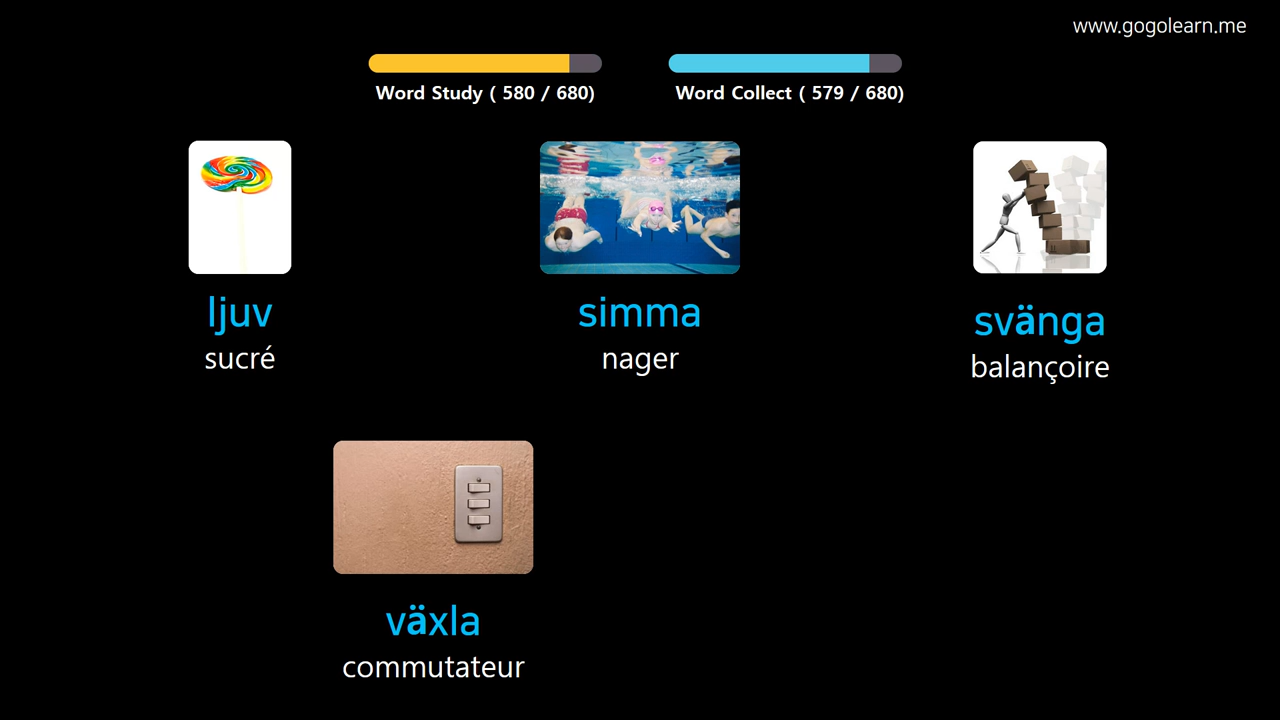 www.gogolearn.me
Word Study ( 580 / 680)
Word Collect ( 579 / 680)
ljuv
sucré
simma
nager
svänga
balançoire
växla
commutateur